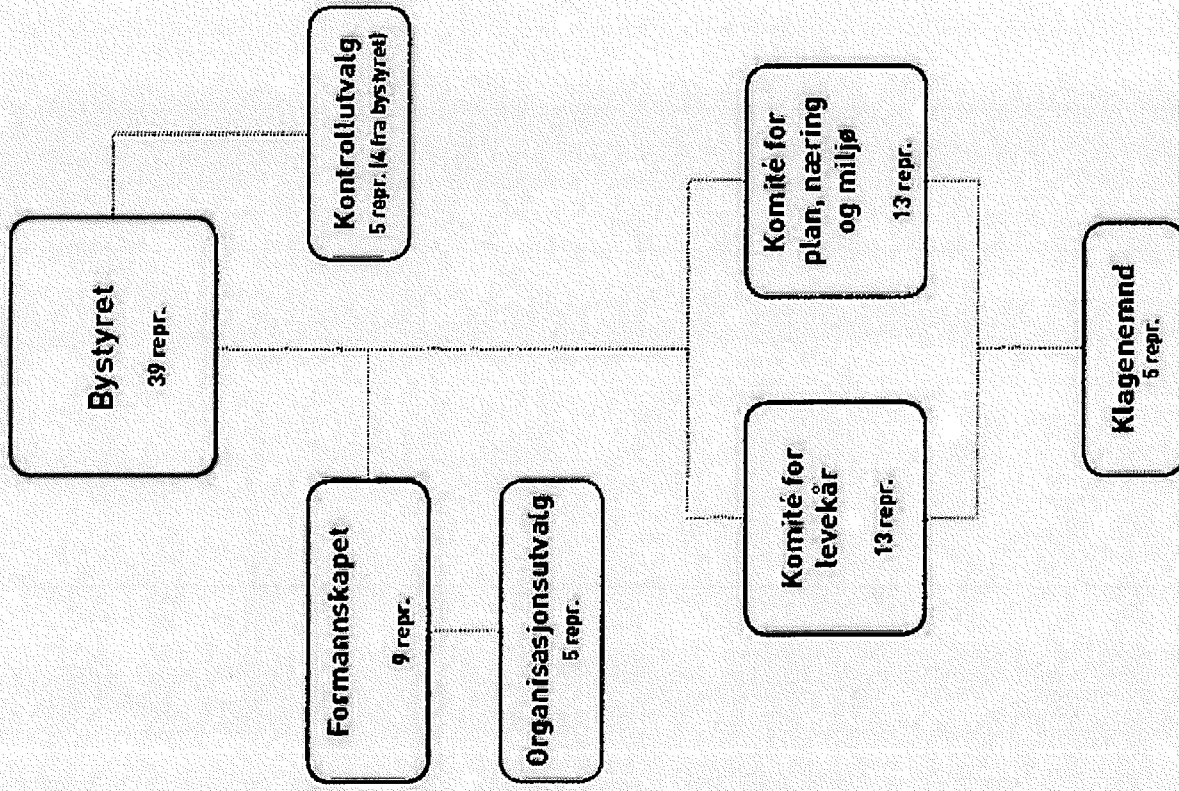 Bystyret
39 repr.
Kontrollutvalg
5 repr. (4 fra bystyret)
Formannskapet
9 repr.
Organisasjonsutvalg
5 repr.
Komité for
levekår
13 repr.
Komité for
plan, næring
og miljø
13 repr.
Klagenemnd
5 repr.